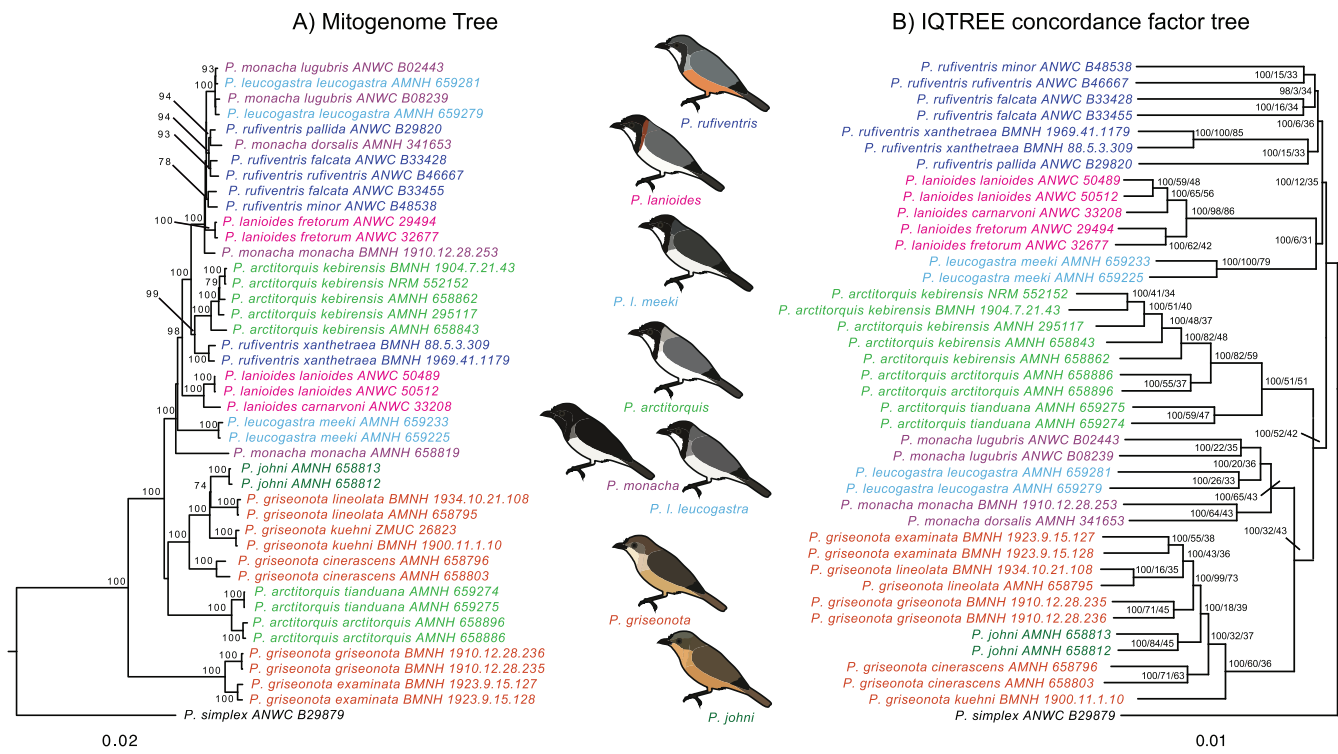 A) Mitogenome Tree
P. monacha lugubris ANWC B02443
P. leucogastra leucogastra AMNH 659281
P. monacha lugubris ANWC B08239
P. leucogastra leucogastra AMNH 659279
P. rufiventris pallida ANWC B29820
P. monacha dorsalis AMNH 341653
P. rufiventris falcata ANWC B33428
P. rufiventris rufiventris ANWC B46667
P. rufiventris falcata ANWC B33455
P. rufiventris minor ANWC B48538
P. lanioides fretorum ANWC 29494
P. lanioides fretorum ANWC 32677
P. monacha monacha BMNH 1910.12.28.253
P. arctitorquis kebirensis BMNH 1904.7.21.43
P. arctitorquis kebirensis NRM 552152
P. arctitorquis kebirensis AMNH 658862
P. arctitorquis kebirensis AMNH 295117
P. arctitorquis kebirensis AMNH 658843
P. rufiventris xanthetraea BMNH 88.5.3.309
P. rufiventris xanthetraea BMNH 1969.41.1179
P. lanioides lanioides ANWC 50489
P. lanioides lanioides ANWC 50512
P. lanioides carnarvoni ANWC 33208
P. leucogastra meeki AMNH 659233
P. leucogastra meeki AMNH 659225
P. monacha monacha AMNH 658819
P. johni AMNH 658813
P. johni AMNH 658812
P. griseonota lineolata BMNH 1934.10.21.108
P. griseonota lineolata AMNH 658795
P. griseonota kuehni ZMUC 26823
P. griseonota kuehni BMNH 1900.11.1.10
P. griseonota cinerascens AMNH 658796
P. griseonota cinerascens AMNH 658803
P. arctitorquis tianduana AMNH 659274
P. arctitorquis tianduana AMNH 659275
P. arctitorquis arctitorquis AMNH 658896
P. arctitorquis arctitorquis AMNH 658886
P. griseonota griseonota BMNH 1910.12.28.236
P. griseonota griseonota BMNH 1910.12.28.235
P. griseonota examinata BMNH 1923.9.15.127
P. griseonota examinata BMNH 1923.9.15.128
P. simplex ANWC B29879
93
100
94
94
93
78
100
100
100
79
100
100
100
99
98
100
100
100
100
100
100
74
100
100
100
100
100
100
100
100
100
100
100
100
0.02
P. rufiventris
P. lanioides
P. l. meeki
P. arctitorquis
P. monacha
P. l. leucogastra
P. griseonota
P. johni
B) IQTREE concordance factor tree
P. rufiventris minor ANWC B48538
P. rufiventris rufiventris ANWC B46667
P. rufiventris falcata ANWC B33428
P. rufiventris falcata ANWC B33455
P. rufiventris xanthetraea BMNH 1969.41.1179
P. rufiventris xanthetraea BMNH 88.5.3.309
P. rufiventris pallida ANWC B29820
P. lanioides lanioides ANWC 50489
P. lanioides lanioides ANWC 50512
P. lanioides carnarvoni ANWC 33208
P. lanioides fretorum ANWC 29494
P. lanioides fretorum ANWC 32677
P. leucogastra meeki AMNH 659233
P. leucogastra meeki AMNH 659225
P. arctitorquis kebirensis NRM 552152
P. arctitorquis kebirensis BMNH 1904.7.21.43
P. arctitorquis kebirensis AMNH 295117
P. arctitorquis kebirensis AMNH 658843
P. arctitorquis kebirensis AMNH 658862
P. arctitorquis arctitorquis AMNH 658886
P. arctitorquis arctitorquis AMNH 658896
P. arctitorquis tianduana AMNH 659275
P. arctitorquis tianduana AMNH 659274
P. monacha lugubris ANWC B02443
P. monacha lugubris ANWC B08239
P. leucogastra leucogastra AMNH 659281
P. leucogastra leucogastra AMNH 659279
P. monacha monacha BMNH 1910.12.28.253
P. monacha dorsalis AMNH 341653
P. griseonota examinata BMNH 1923.9.15.127
P. griseonota examinata BMNH 1923.9.15.128
P. griseonota lineolata BMNH 1934.10.21.108
P. griseonota lineolata AMNH 658795
P. griseonota griseonota BMNH 1910.12.28.235
P. griseonota griseonota BMNH 1910.12.28.236
P. johni AMNH 658813
P. johni AMNH 658812
P. griseonota cinerascens AMNH 658796
P. griseonota cinerascens AMNH 658803
P. griseonota kuehni BMNH 1900.11.1.10
P. simplex ANWC B29879
100/15/33
98/3/34
100/16/34
100/6/36
100/100/85
100/15/33
100/12/35
100/59/48
100/65/56
100/98/86
100/62/42
100/6/31
100/100/79
100/41/34
100/51/40
100/48/37
100/82/48
100/82/59
100/55/37
100/51/51
100/59/47
100/52/42
100/22/35
100/20/36
100/26/33
100/65/43
100/64/43
100/32/43
100/55/38
100/43/36
100/16/35
100/99/73
100/71/45
100/18/39
100/84/45
100/32/37
100/60/36
100/71/63
0.01